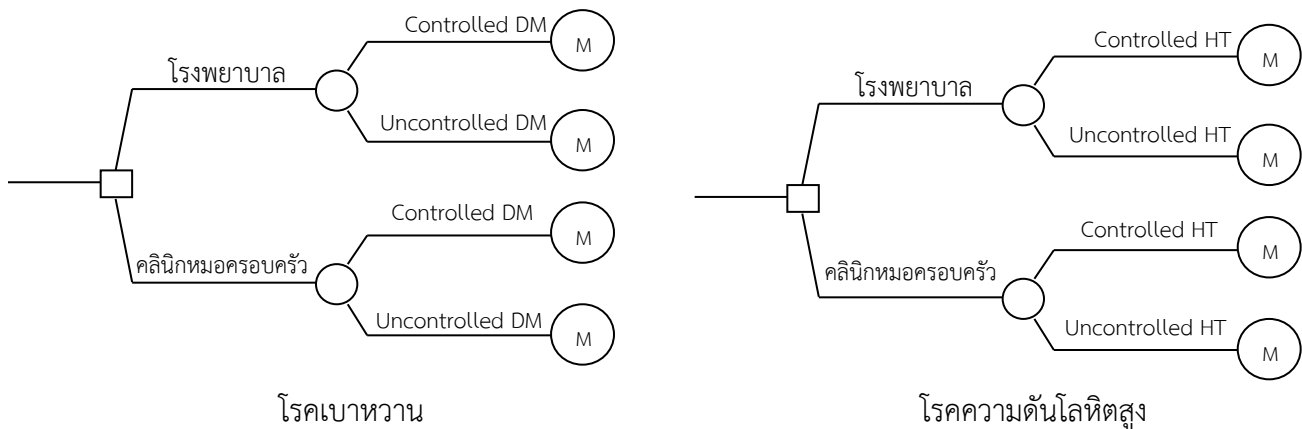 Controlled DM
M
โรงพยาบาล
Uncontrolled DM
M
Controlled DM
M
คลินิกหมอครอบครัว
Uncontrolled DM
M
โรคเบาหวาน
Controlled HT
M
โรงพยาบาล
Uncontrolled HT
M
Controlled HT
M
คลินิกหมอครอบครัว
Uncontrolled HT
M
โรคความดันโลหิตสูง